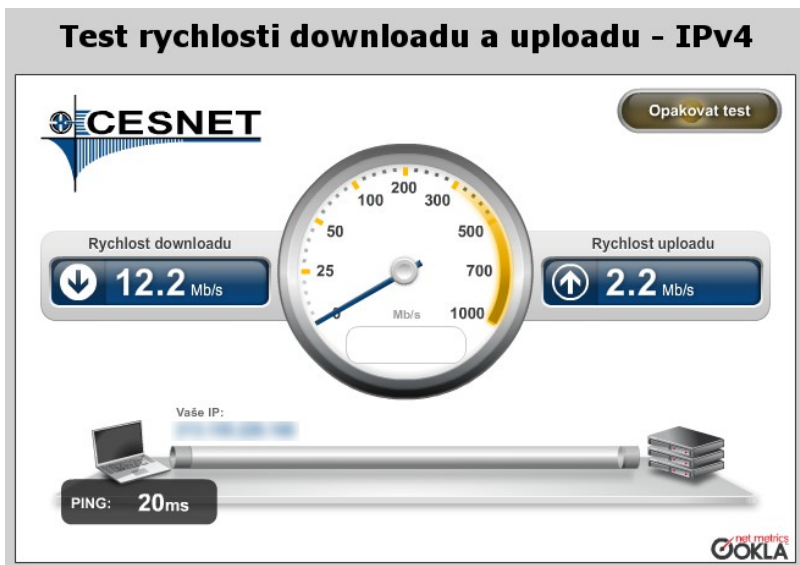 Test rychlosti downloadu a uploadu - IPv4
CESNET
Opakovat test
Rychlost downloadu
12.2 Mb/s
Rychlost uploadu
2.2 Mb/s
0
25
50
100
200
300
500
700
1000
Mb/s
Vaše IP:
PING: 20ms
net metrics
OOKLA